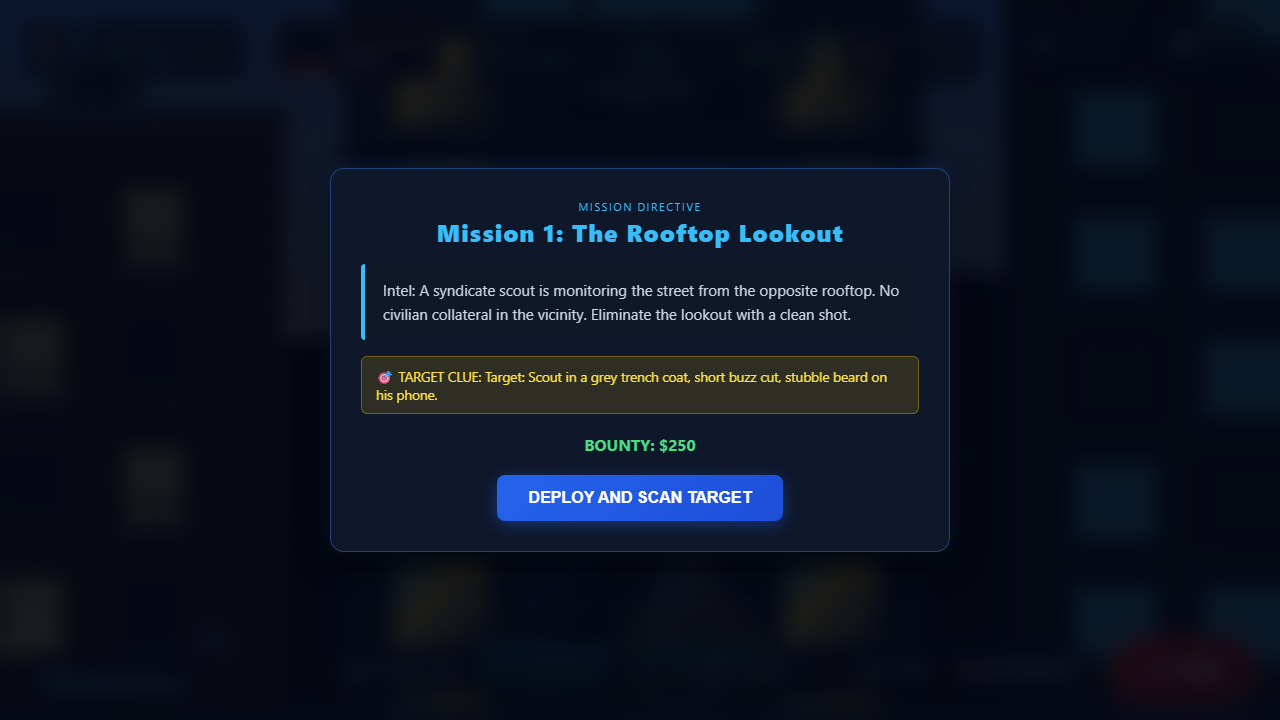 MISSION DIRECTIVE
Mission 1: The Rooftop Lookout
Intel: A syndicate scout is monitoring the street from the opposite rooftop. No
civilian collateral in the vicinity. Eliminate the lookout with a clean shot.
🎯 TARGET CLUE: Target: Scout in a grey trench coat, short buzz cut, stubble beard on
his phone.
BOUNTY: $250
DEPLOY AND SCAN TARGET